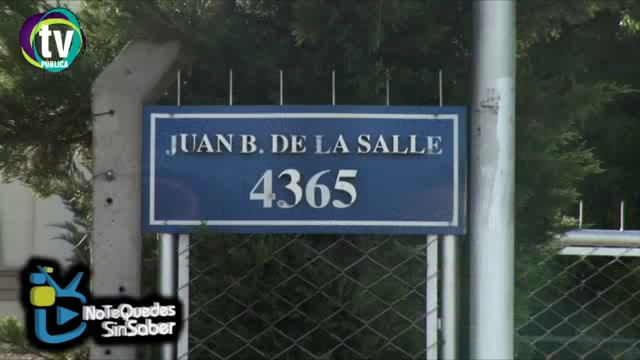 tv
PÚBLICA
JUAN B. DE LA SALLE
4365
NoTeQuedes
SinSaber